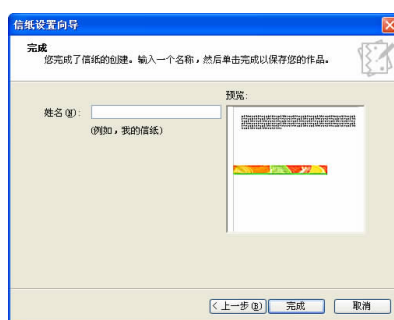 信纸设置向导
完成
您完成了信纸的创建。输入一个名称，然后单击完成以保存您的作品。
预览:
姓名(N):
(例如，我的信纸)
<上一步(B)
完成
取消